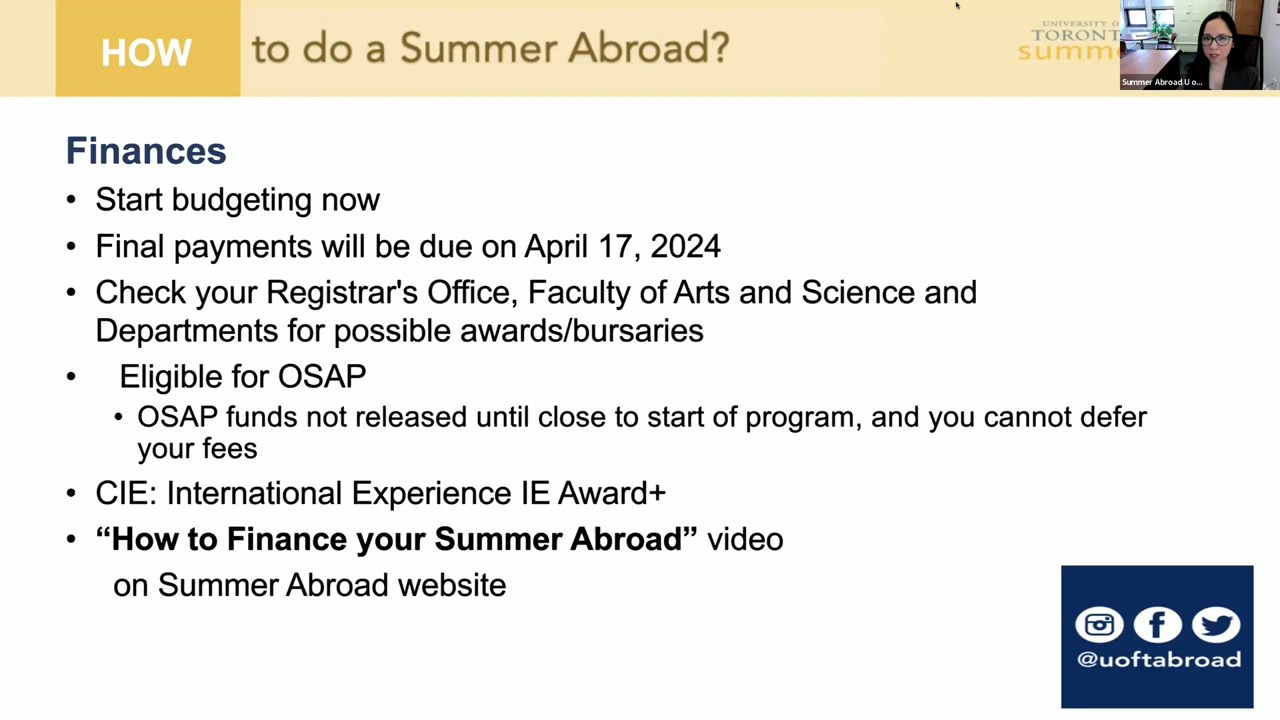 HOW to do a Summer Abroad?
UNIVERSITY O
TORONT
summe
Summer Abroad U o...
Finances
• Start budgeting now
• Final payments will be due on April 17, 2024
• Check your Registrar's Office, Faculty of Arts and Science and
Departments for possible awards/bursaries
• Eligible for OSAP
• OSAP funds not released until close to start of program, and you cannot defer
your fees
• CIE: International Experience IE Award+
• “How to Finance your Summer Abroad” video
on Summer Abroad website
@uoftabroad